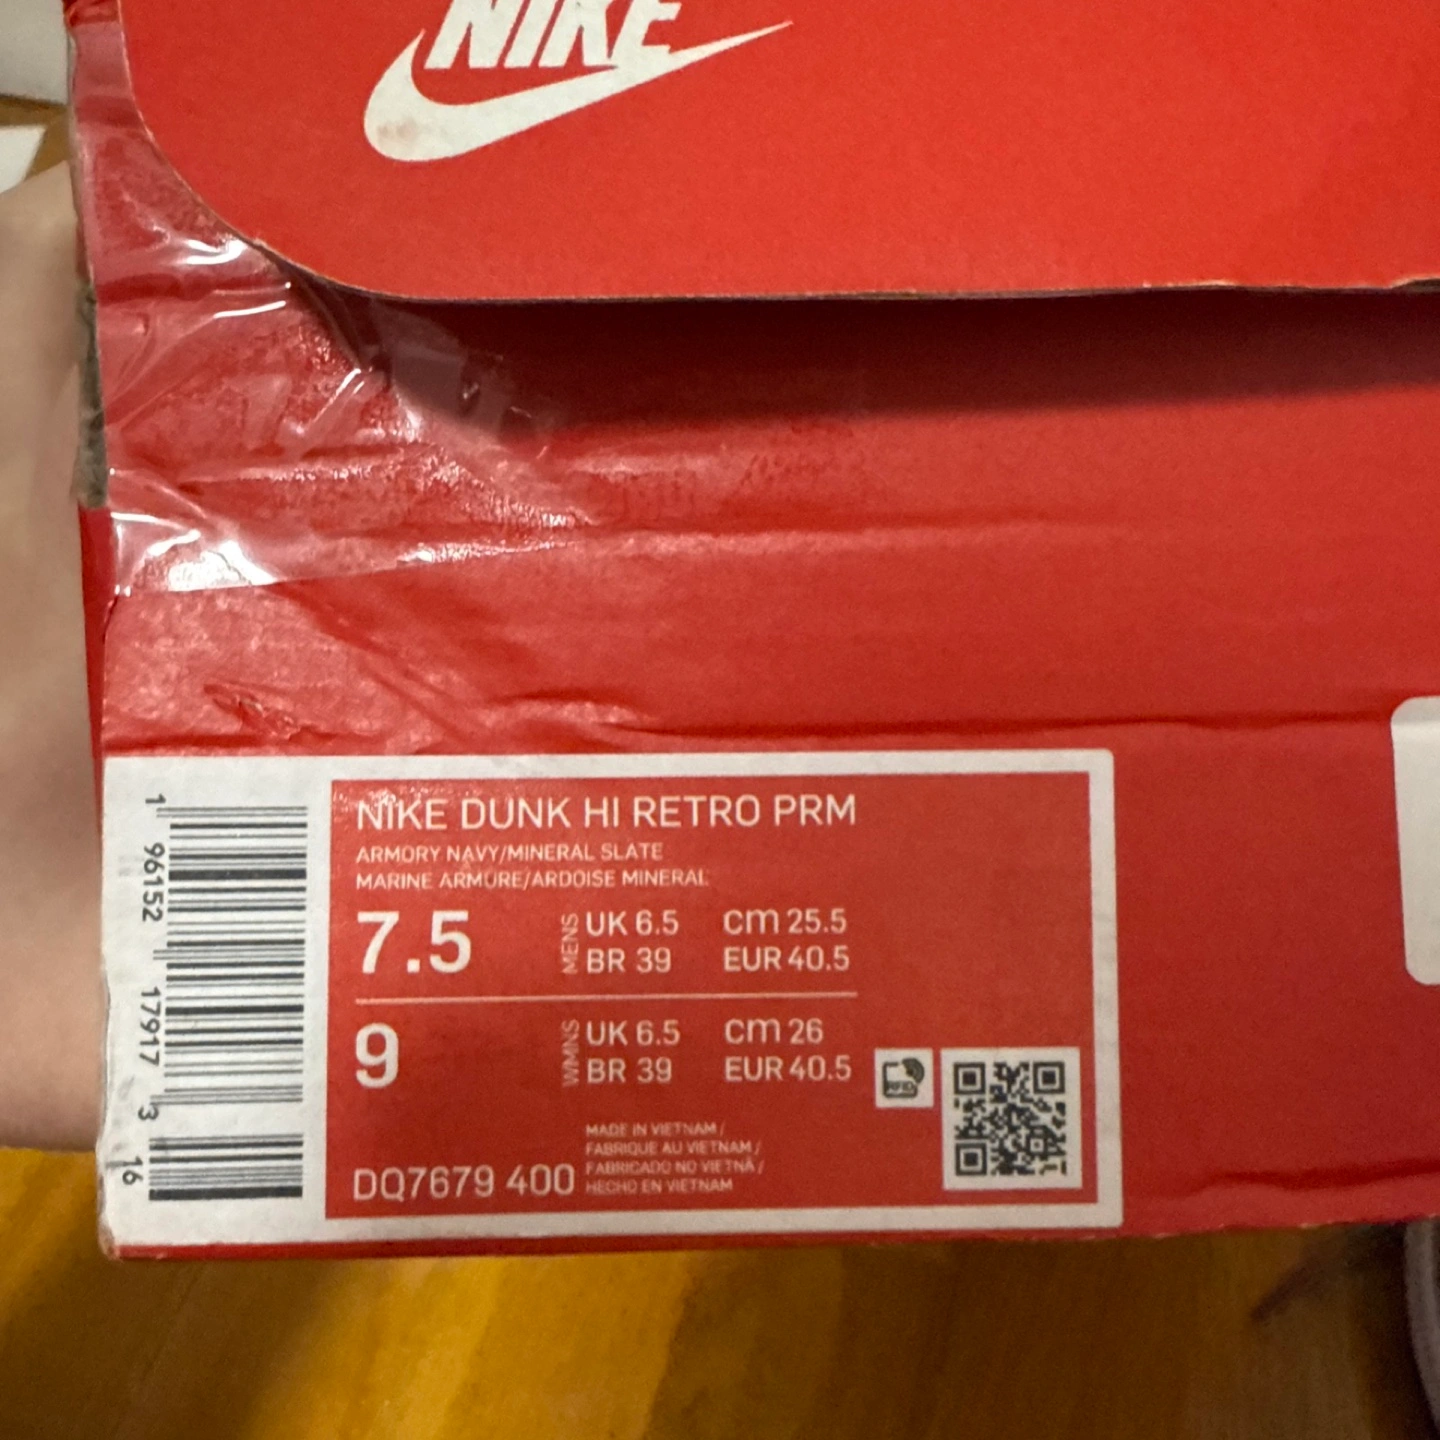 NIKE
NIKE DUNK HI RETRO PRM
ARMORY NAVY/MINERAL SLATE
MARINE ARMURE/ARDOISE MINERAL
7.5 MENS UK 6.5 cm 25.5
BR 39 EUR 40.5
9 WMNS UK 6.5 cm 26
BR 39 EUR 40.5
MADE IN VIETNAM /
FABRIQUE AU VIETNAM /
FABRICADO NO VIETNÃ /
HECHO EN VIETNAM
DQ7679 400
RFID
1 96152 17917 3 16